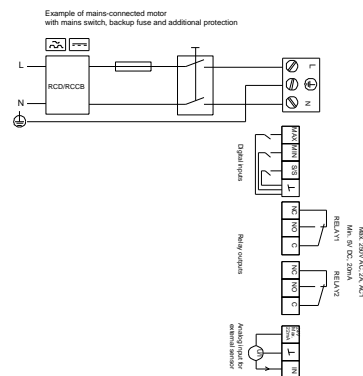 Example of mains-connected motor
with mains switch, backup fuse and additional protection
L
RCD/RCCB
N
L
N
MAX
MIN
S/S
Digital inputs
NC
NO
C
RELAY1
Relay outputs
NC
NO
C
RELAY2
Max. 250V AC, 2A, AC1
Min. 5V DC, 20mA
Analog input for
external sensor
IN